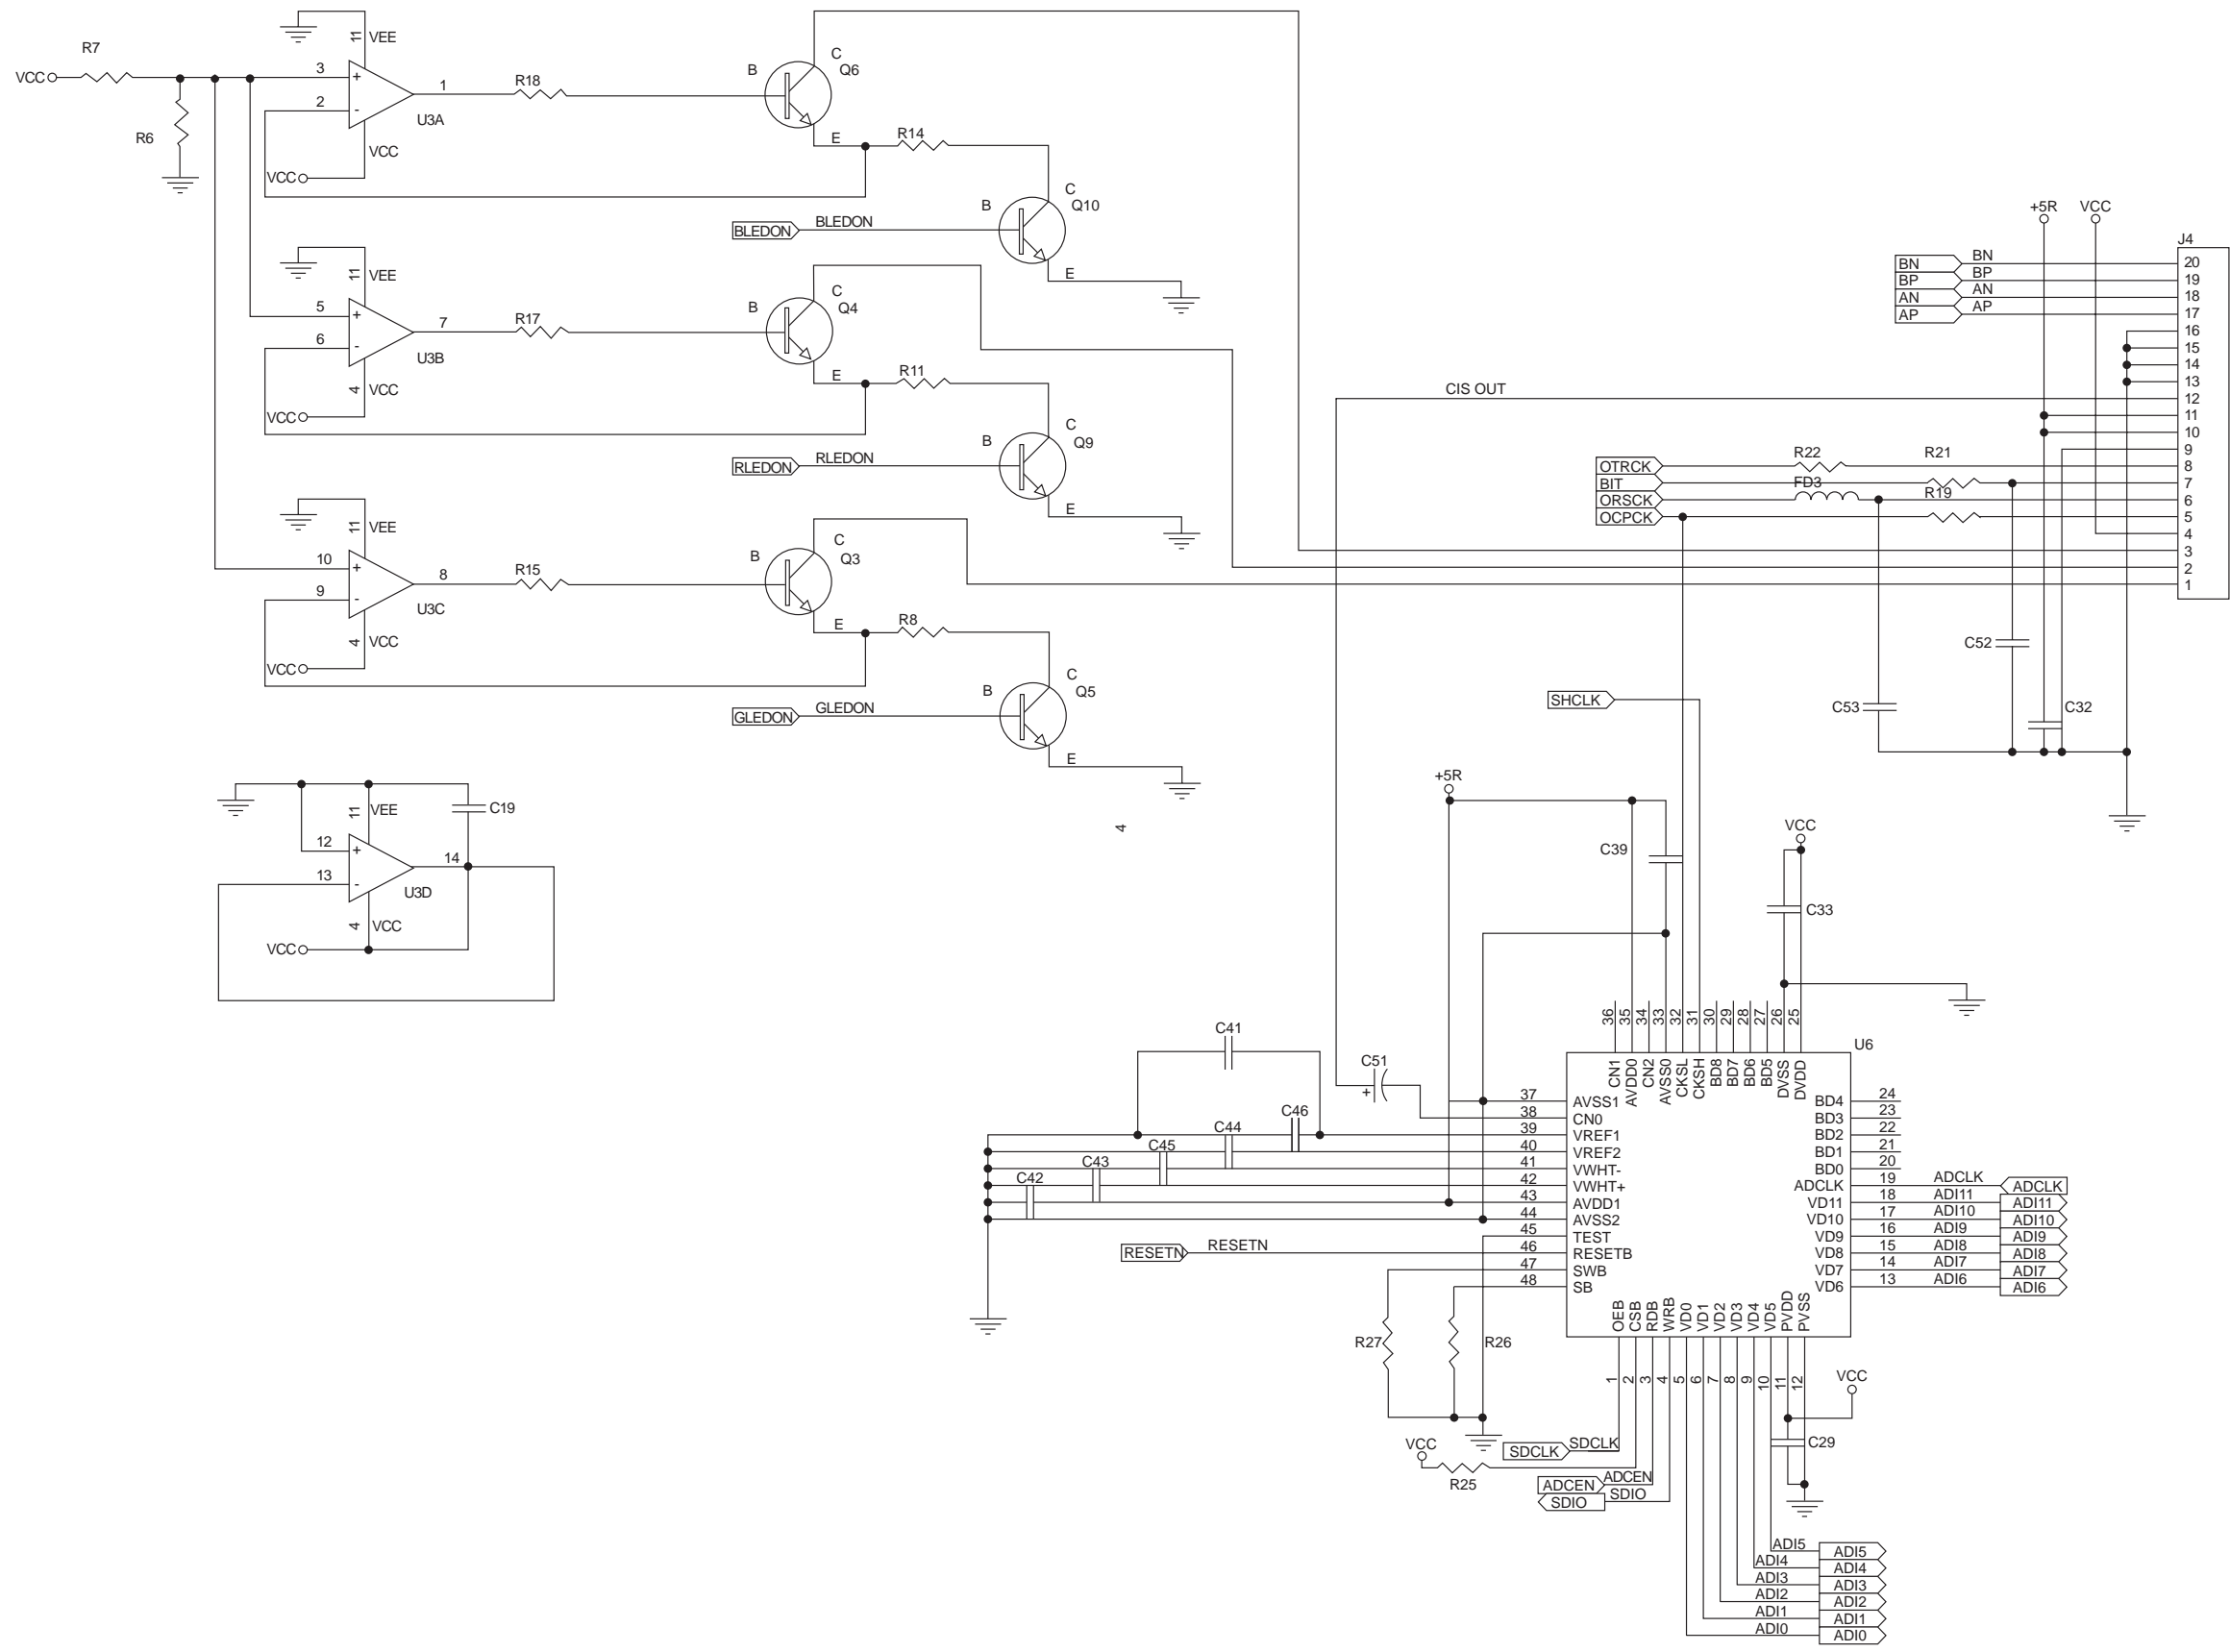 11 VEE
R7
VCC
3
+
2
-
1
U3A
VCC
VCC
R6
R18
B
C
Q6
E
R14
B
C
Q10
BLEDON
BLEDON
E
11 VEE
5
+
6
-
7
U3B
4 VCC
VCC
R17
B
C
Q4
E
R11
B
C
Q9
RLEDON
RLEDON
E
11 VEE
10
+
9
-
8
U3C
4 VCC
VCC
R15
B
C
Q3
E
R8
B
C
Q5
GLEDON
GLEDON
E
11 VEE
C19
12
+
13
-
14
U3D
4 VCC
VCC
4
+5R
VCC
J4
BN BN 20
BP BP 19
AN AN 18
AP AP 17
16
15
14
13
CIS OUT 12
11
10
9
OTRCK R22 R21 8
BIT FD3 7
ORSCK R19 6
OCPCK 5
4
3
2
1
C52
C53
C32
SHCLK
+5R
C39
VCC
C33
C41
C51
+
C46
C44
C45
C43
C42
U6
36 35 34 33 32 31 30 29 28 27 26 25
CN1 AVDD0 CN2 AVSS0 CKSL CKSH BD8 BD7 BD6 BD5 DVSS DVDD
37 AVSS1
38 CN0
39 VREF1
40 VREF2
41 VWHT-
42 VWHT+
43 AVDD1
44 AVSS2
45 TEST
RESETN RESETN 46 RESETB
47 SWB
48 SB
BD4 24
BD3 23
BD2 22
BD1 21
BD0 20
ADCLK 19 ADCLK ADCLK
VD11 18 ADI11 ADI11
VD10 17 ADI10 ADI10
VD9 16 ADI9 ADI9
VD8 15 ADI8 ADI8
VD7 14 ADI7 ADI7
VD6 13 ADI6 ADI6
OEB CSB RDB WRB VD0 VD1 VD2 VD3 VD4 VD5 PVDD PVSS
1 2 3 4 5 6 7 8 9 10 11 12
R27
R26
VCC
C29
SDCLK SDCLK
VCC
R25
ADCEN ADCEN
SDIO SDIO
ADI5 ADI5
ADI4 ADI4
ADI3 ADI3
ADI2 ADI2
ADI1 ADI1
ADI0 ADI0